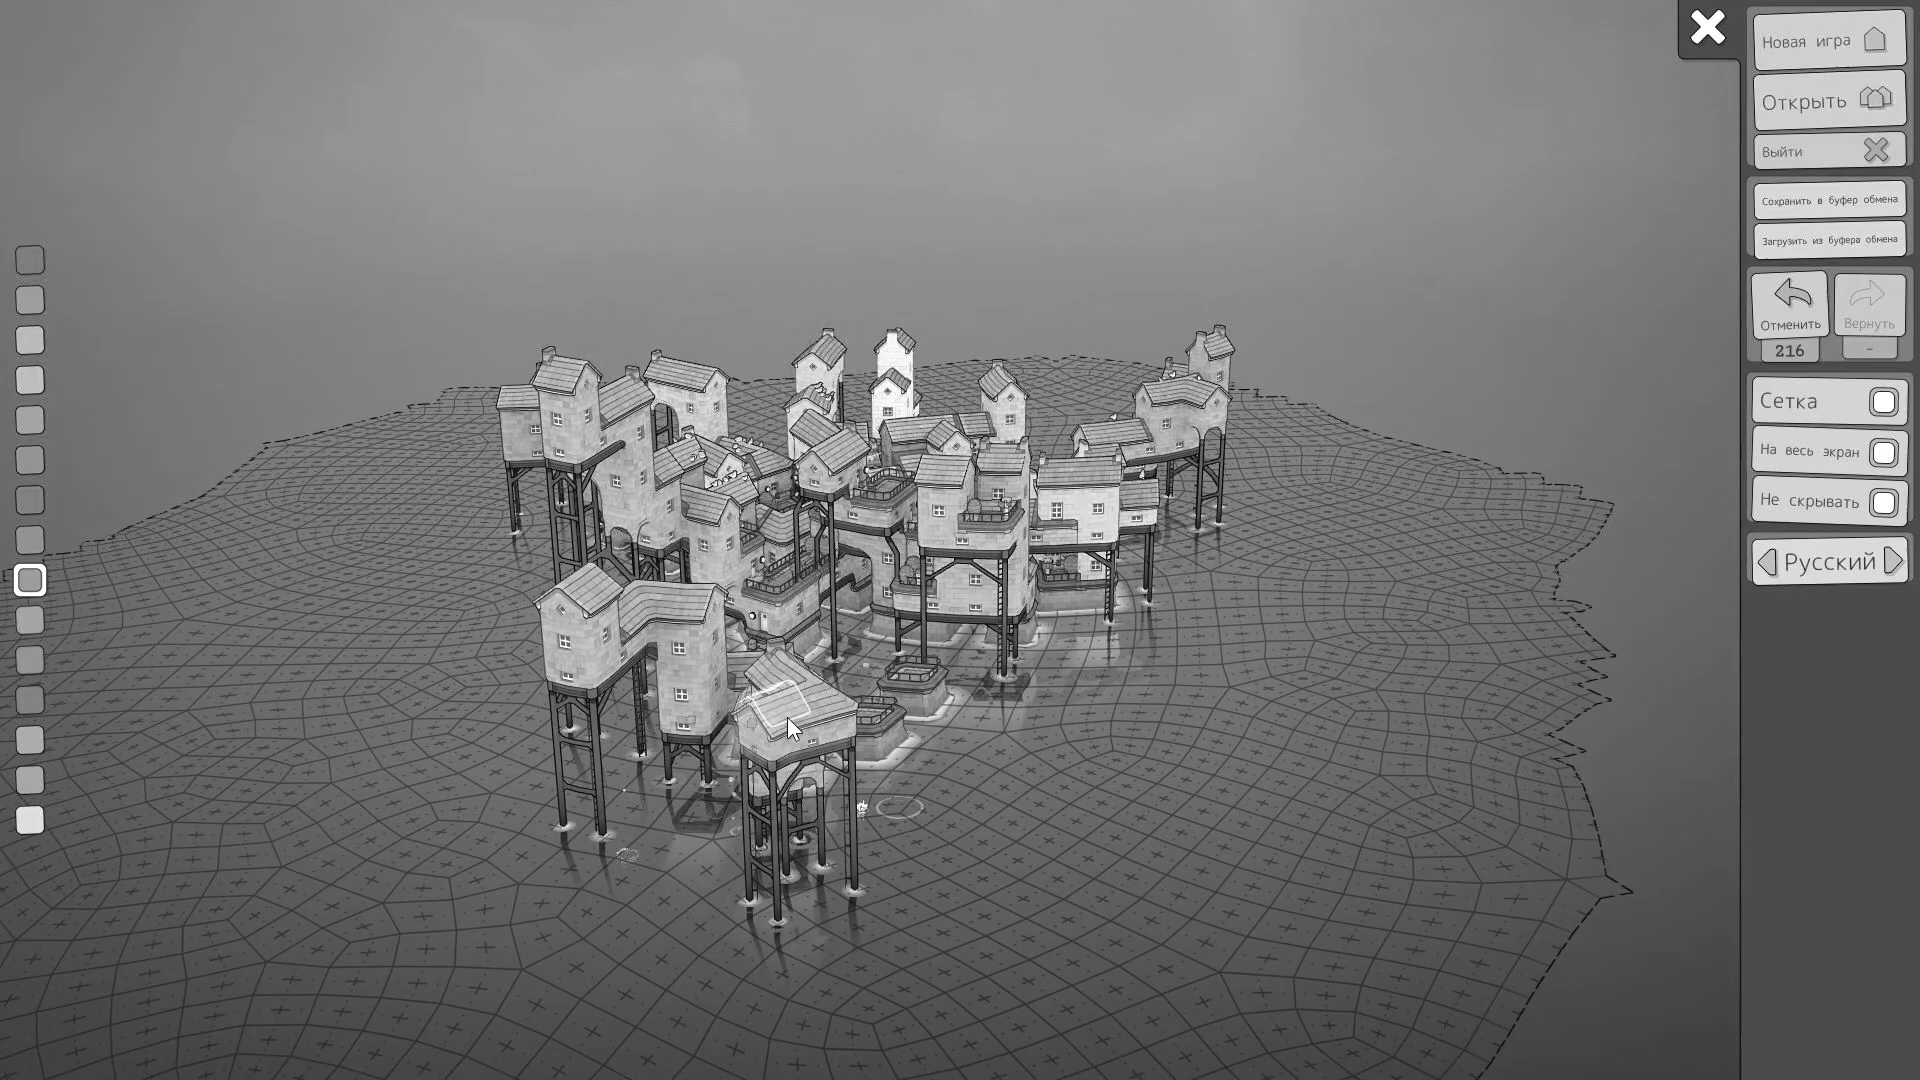 Новая игра
Открыть
Выйти
Сохранить в буфер обмена
Загрузить из буфера обмена
Отменить
Вернуть
216
-
Сетка
На весь экран
Не скрывать
Русский